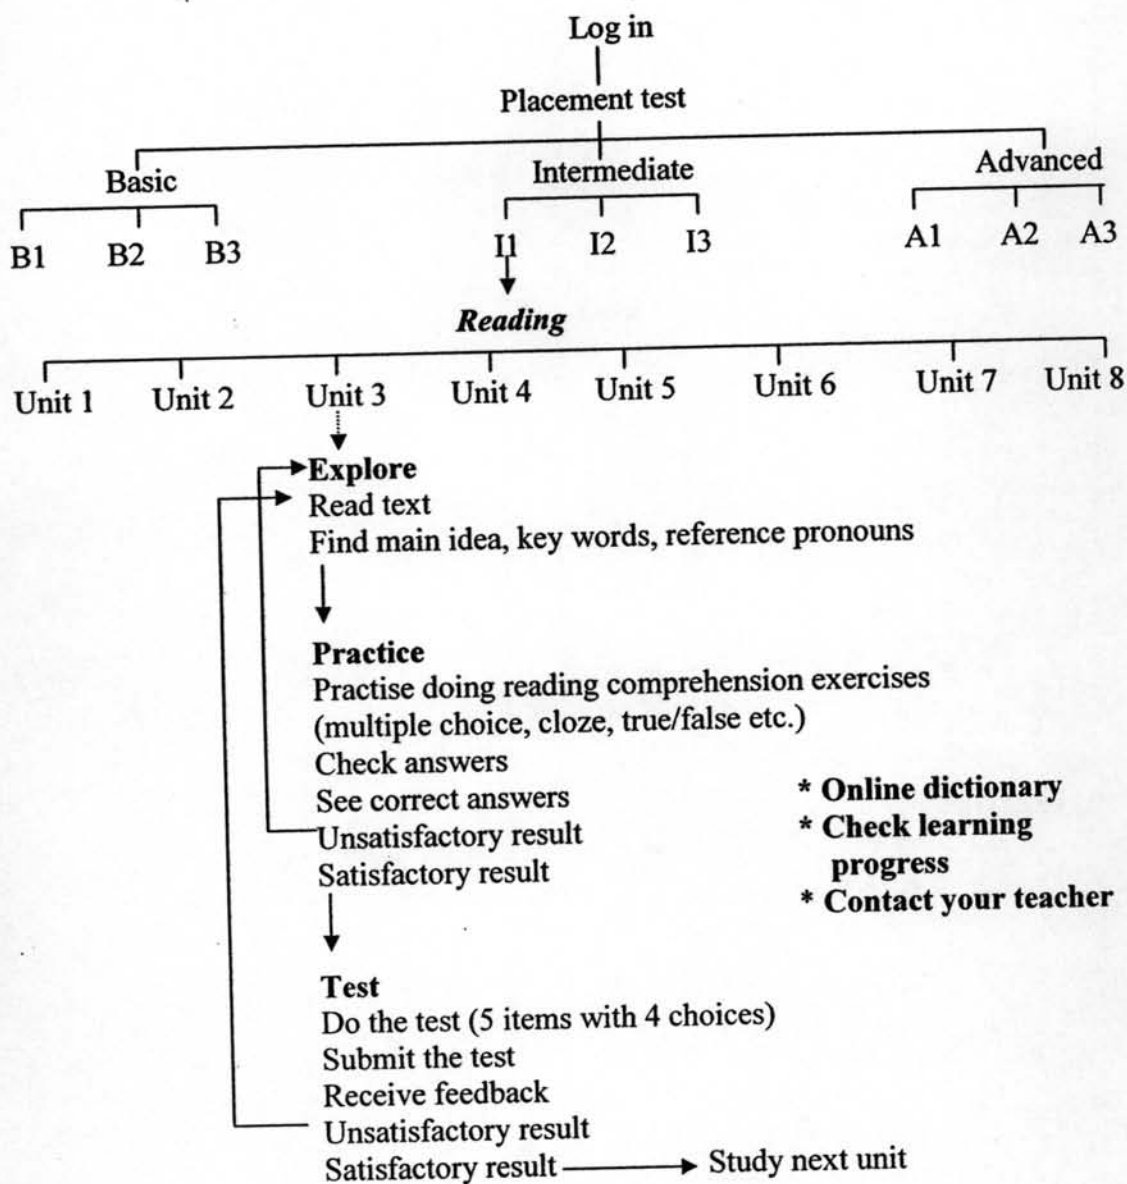 Log in
Placement test
Basic Intermediate Advanced
B1 B2 B3 I1 I2 I3 A1 A2 A3
Reading
Unit 1 Unit 2 Unit 3 Unit 4 Unit 5 Unit 6 Unit 7 Unit 8
Explore
Read text
Find main idea, key words, reference pronouns
Practice
Practise doing reading comprehension exercises
(multiple choice, cloze, true/false etc.)
Check answers
See correct answers
Unsatisfactory result
Satisfactory result
* Online dictionary
* Check learning
progress
* Contact your teacher
Test
Do the test (5 items with 4 choices)
Submit the test
Receive feedback
Unsatisfactory result
Satisfactory result Study next unit